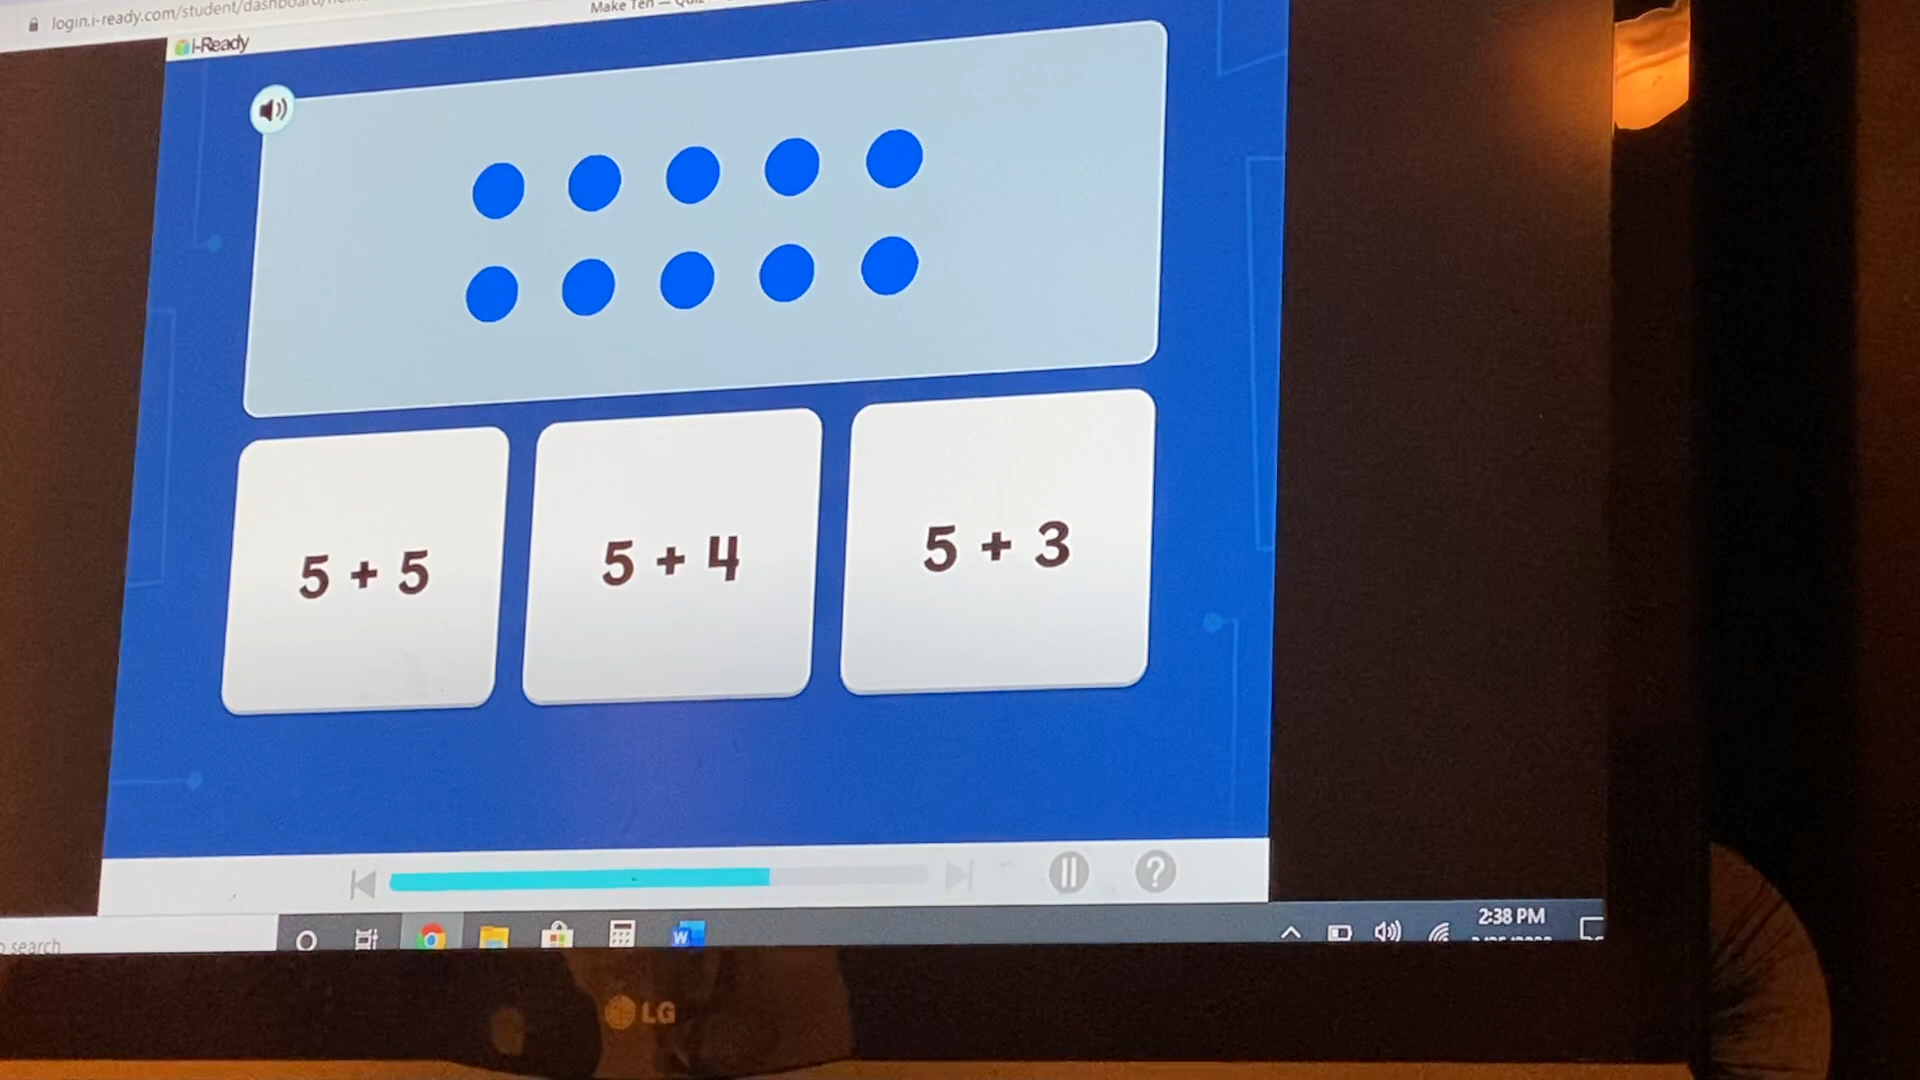 login.i-ready.com/student/dashboard/
Make Ten — Quiz
i-Ready
5 + 5
5 + 4
5 + 3
?
search
W
2:38 PM
LG